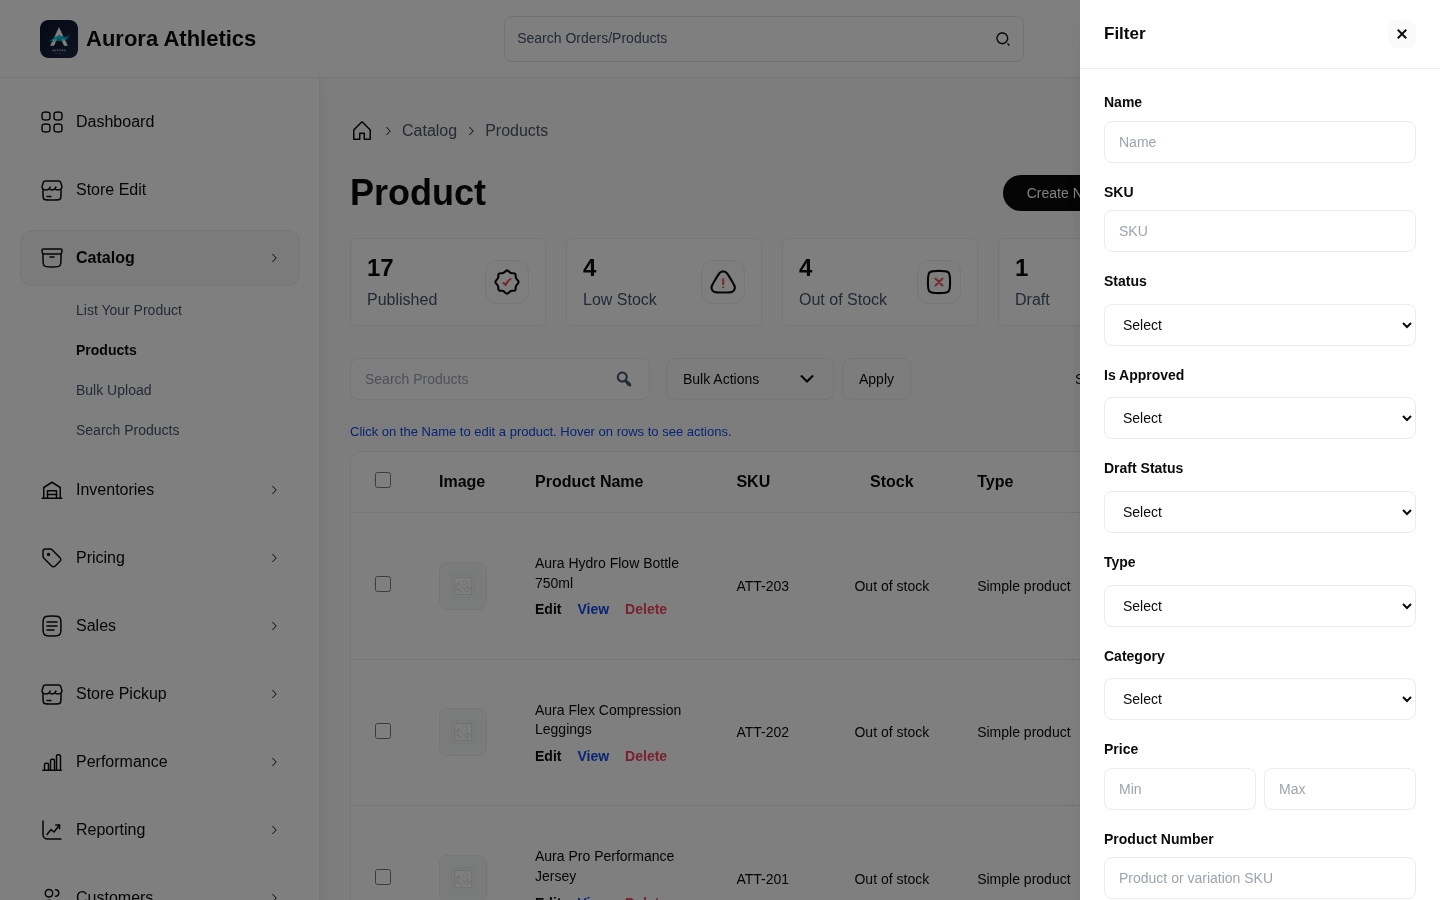 Aurora Athletics
Search Orders/Products
Dashboard
Store Edit
Catalog
List Your Product
Products
Bulk Upload
Search Products
Inventories
Pricing
Sales
Store Pickup
Performance
Reporting
Customers
Catalog
Products
Product
Create N
17
Published
4
Low Stock
4
Out of Stock
1
Draft
Search Products
Bulk Actions
Apply
S
Click on the Name to edit a product. Hover on rows to see actions.
Image Product Name SKU Stock Type
Aura Hydro Flow Bottle
750ml
Edit View Delete
ATT-203 Out of stock Simple product
Aura Flex Compression
Leggings
Edit View Delete
ATT-202 Out of stock Simple product
Aura Pro Performance
Jersey
Edit View Delete
ATT-201 Out of stock Simple product
Filter
Name
Name
SKU
SKU
Status
Select
Is Approved
Select
Draft Status
Select
Type
Select
Category
Select
Price
Min Max
Product Number
Product or variation SKU